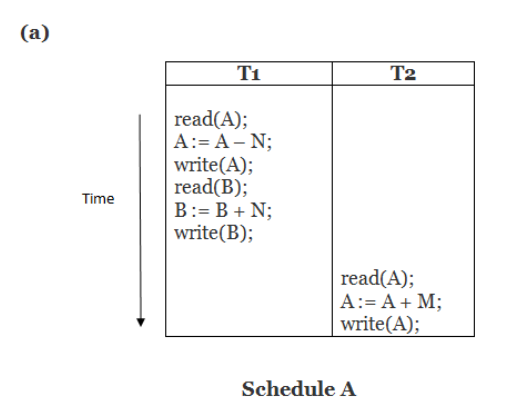 (a)
T1 T2
read(A);
A:= A – N;
write(A);
read(B);
Time
B:= B + N;
write(B);
read(A);
A:= A + M;
write(A);
Schedule A